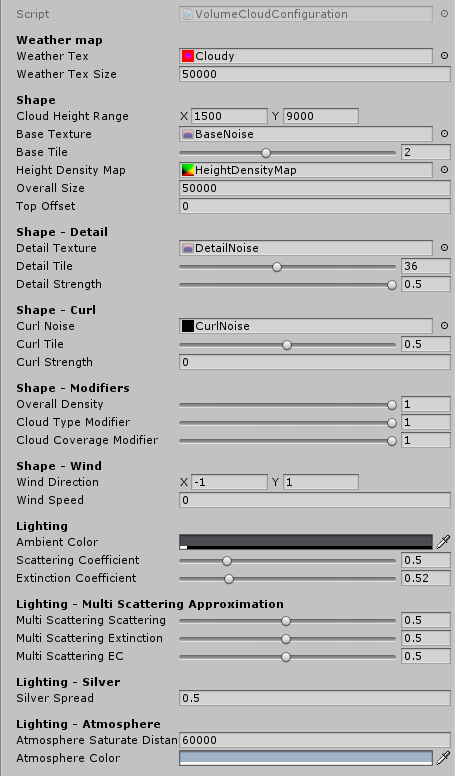 Script VolumeCloudConfiguration
Weather map
Weather Tex Cloudy
Weather Tex Size 50000
Shape
Cloud Height Range X 1500 Y 9000
Base Texture BaseNoise
Base Tile 2
Height Density Map HeightDensityMap
Overall Size 50000
Top Offset 0
Shape - Detail
Detail Texture DetailNoise
Detail Tile 36
Detail Strength 0.5
Shape - Curl
Curl Noise CurlNoise
Curl Tile 0.5
Curl Strength 0
Shape - Modifiers
Overall Density 1
Cloud Type Modifier 1
Cloud Coverage Modifier 1
Shape - Wind
Wind Direction X -1 Y 1
Wind Speed 0
Lighting
Ambient Color
Scattering Coefficient 0.5
Extinction Coefficient 0.52
Lighting - Multi Scattering Approximation
Multi Scattering Scattering 0.5
Multi Scattering Extinction 0.5
Multi Scattering EC 0.5
Lighting - Silver
Silver Spread 0.5
Lighting - Atmosphere
Atmosphere Saturate Distan 60000
Atmosphere Color